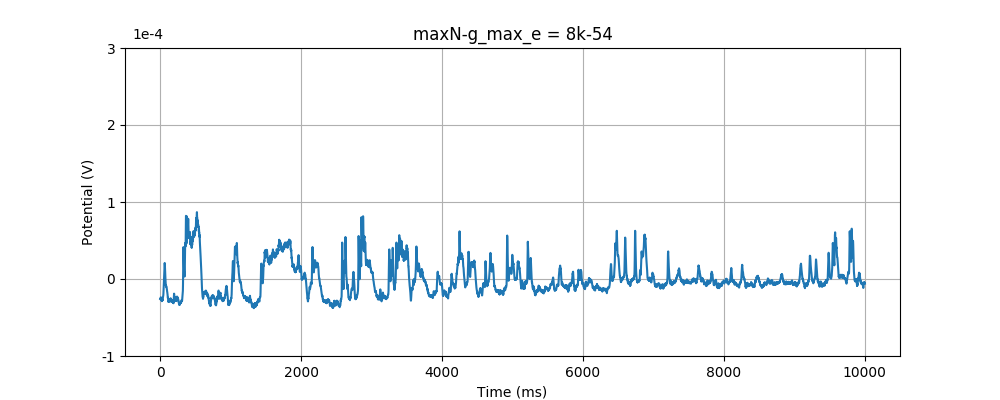 maxN-g_max_e = 8k-54
1e-4
3
2
1
0
-1
Potential (V)
0 2000 4000 6000 8000 10000
Time (ms)